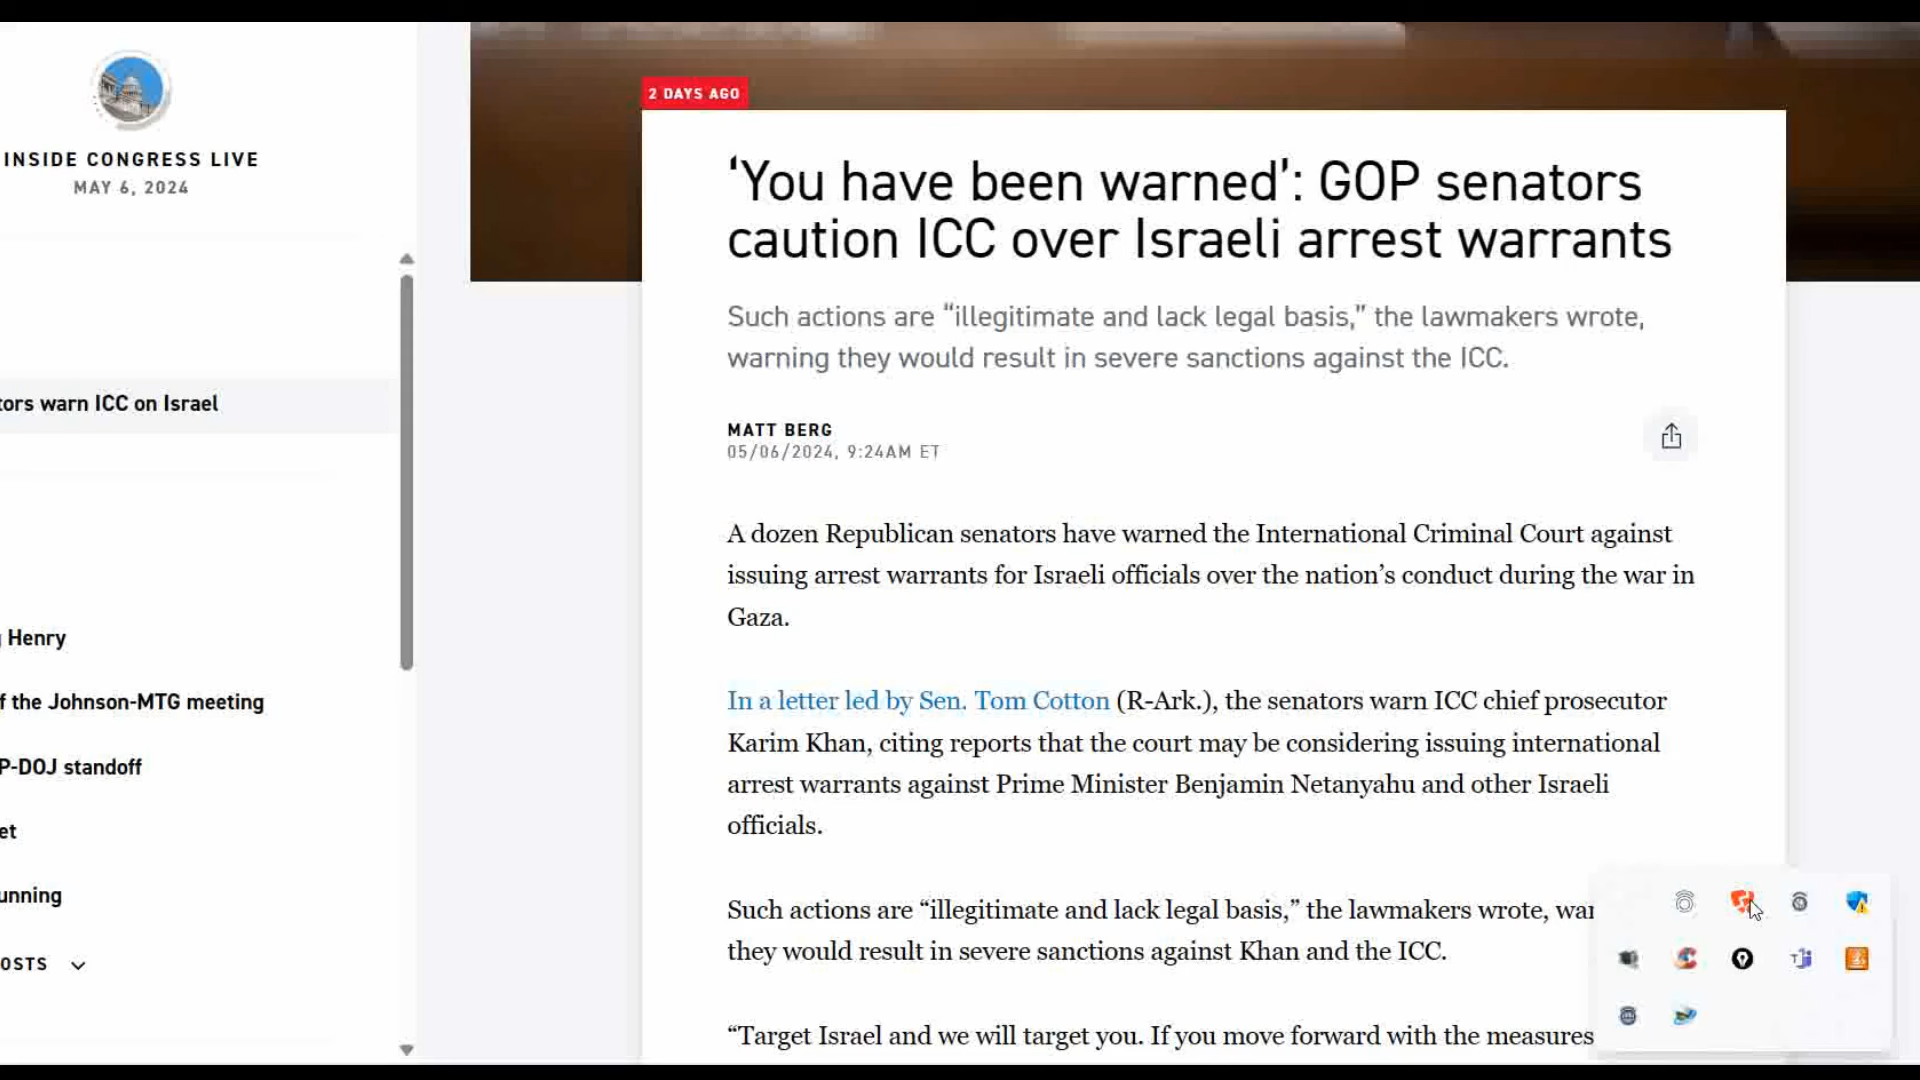 INSIDE CONGRESS LIVE
MAY 6, 2024
tors warn ICC on Israel
Henry
f the Johnson-MTG meeting
P-DOJ standoff
et
unning
OSTS
2 DAYS AGO
‘You have been warned’: GOP senators
caution ICC over Israeli arrest warrants
Such actions are “illegitimate and lack legal basis,” the lawmakers wrote,
warning they would result in severe sanctions against the ICC.
MATT BERG
05/06/2024, 9:24AM ET
A dozen Republican senators have warned the International Criminal Court against
issuing arrest warrants for Israeli officials over the nation’s conduct during the war in
Gaza.
In a letter led by Sen. Tom Cotton (R-Ark.), the senators warn ICC chief prosecutor
Karim Khan, citing reports that the court may be considering issuing international
arrest warrants against Prime Minister Benjamin Netanyahu and other Israeli
officials.
Such actions are “illegitimate and lack legal basis,” the lawmakers wrote, war
they would result in severe sanctions against Khan and the ICC.
“Target Israel and we will target you. If you move forward with the measures